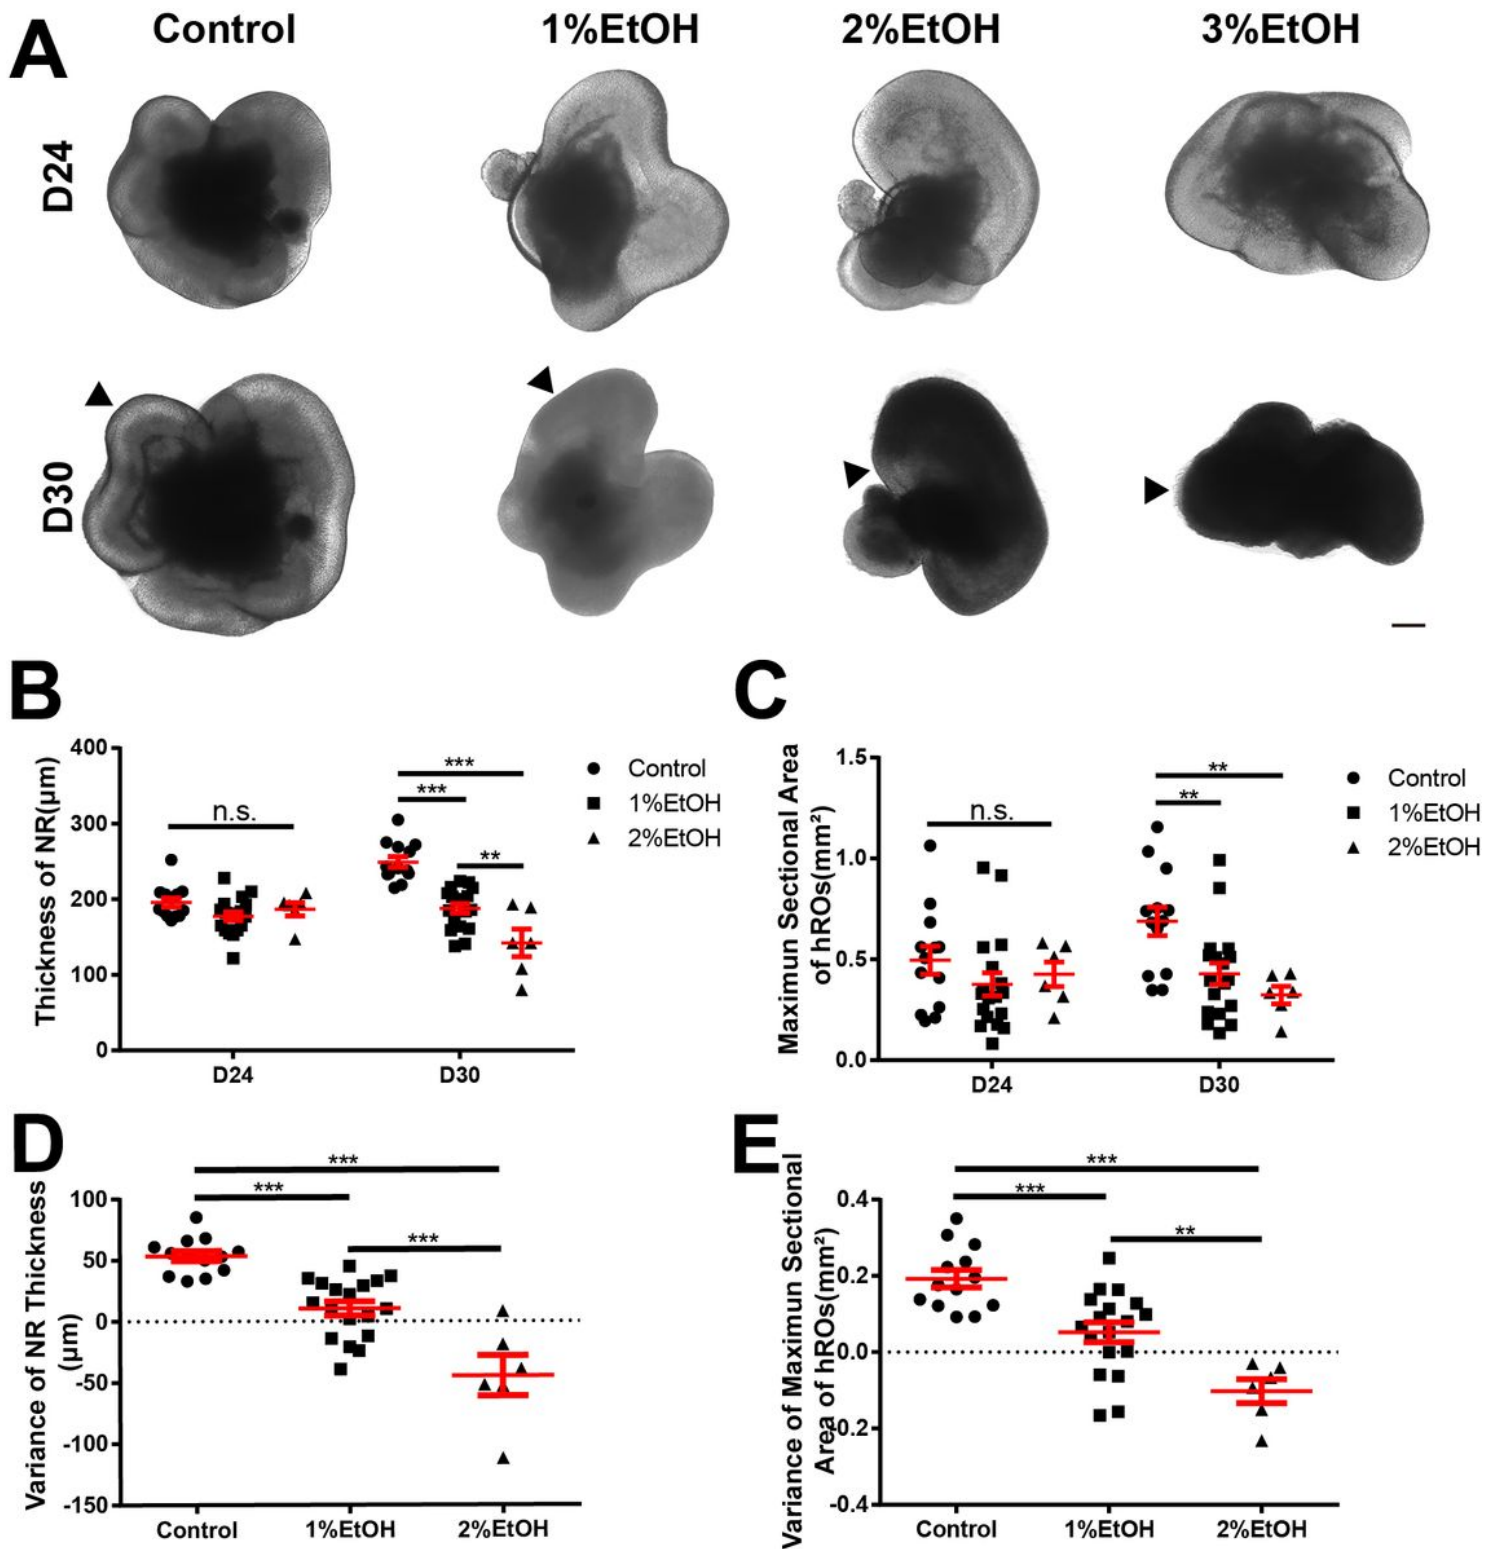 A
Control 1%EtOH 2%EtOH 3%EtOH
D24
D30
B
Thickness of NR(µm)
400
300
200
100
0
n.s.
***
***
**
Control
1%EtOH
2%EtOH
D24 D30
C
Maximun Sectional Area
of hROs(mm²)
1.5
1.0
0.5
0.0
n.s.
**
**
Control
1%EtOH
2%EtOH
D24 D30
D
Variance of NR Thickness
(µm)
100
50
0
-50
-100
-150
***
***
***
Control 1%EtOH 2%EtOH
E
Variance of Maximun Sectional
Area of hROs(mm²)
0.4
0.2
0.0
-0.2
-0.4
***
***
**
Control 1%EtOH 2%EtOH